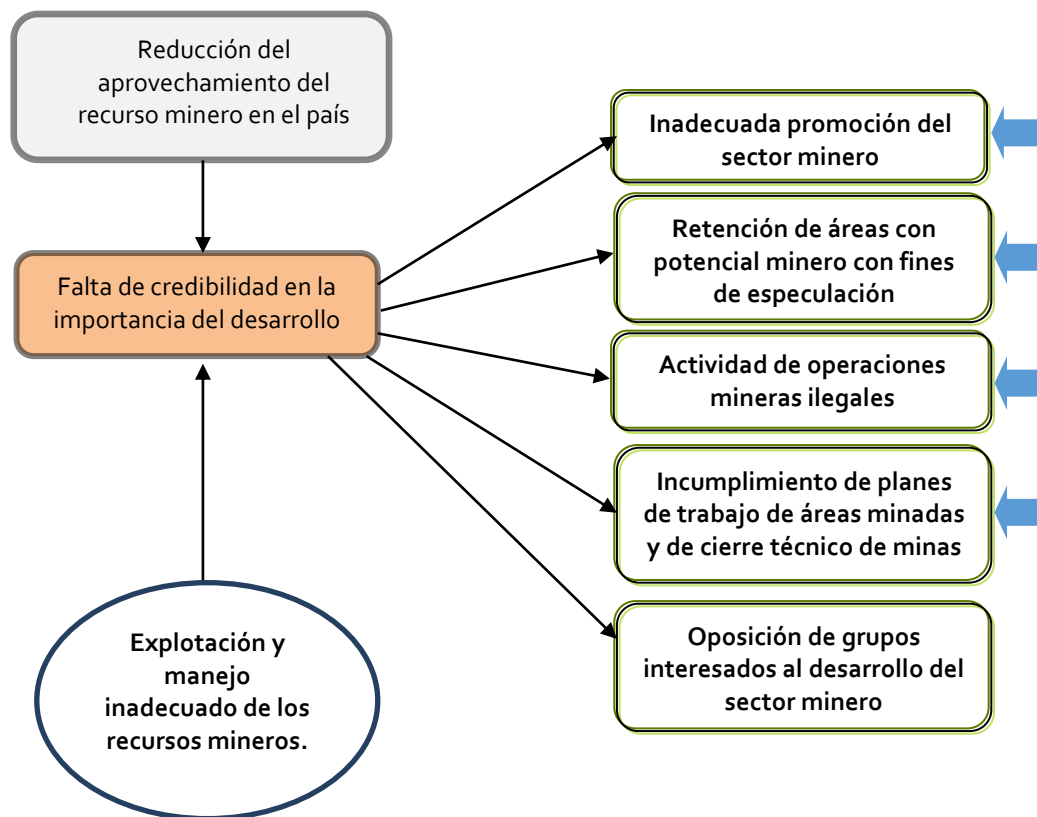 Reducción del
aprovechamiento del
recurso minero en el país
Falta de credibilidad en la
importancia del desarrollo
Explotación y
manejo
inadecuado de los
recursos mineros.
Inadecuada promoción del
sector minero
Retención de áreas con
potencial minero con fines
de especulación
Actividad de operaciones
mineras ilegales
Incumplimiento de planes
de trabajo de áreas minadas
y de cierre técnico de minas
Oposición de grupos
interesados al desarrollo del
sector minero